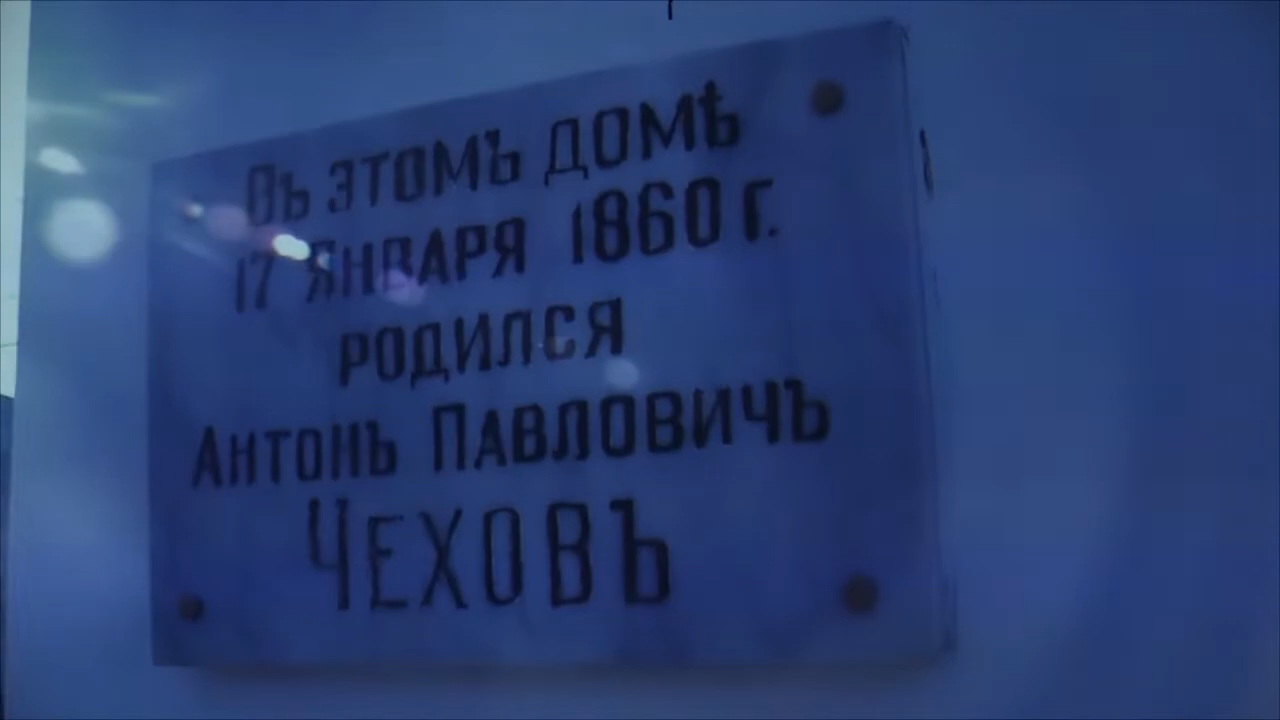 Въ этомъ домѣ
17 Января 1860 г.
родился
Антонъ Павловичъ
Чеховъ